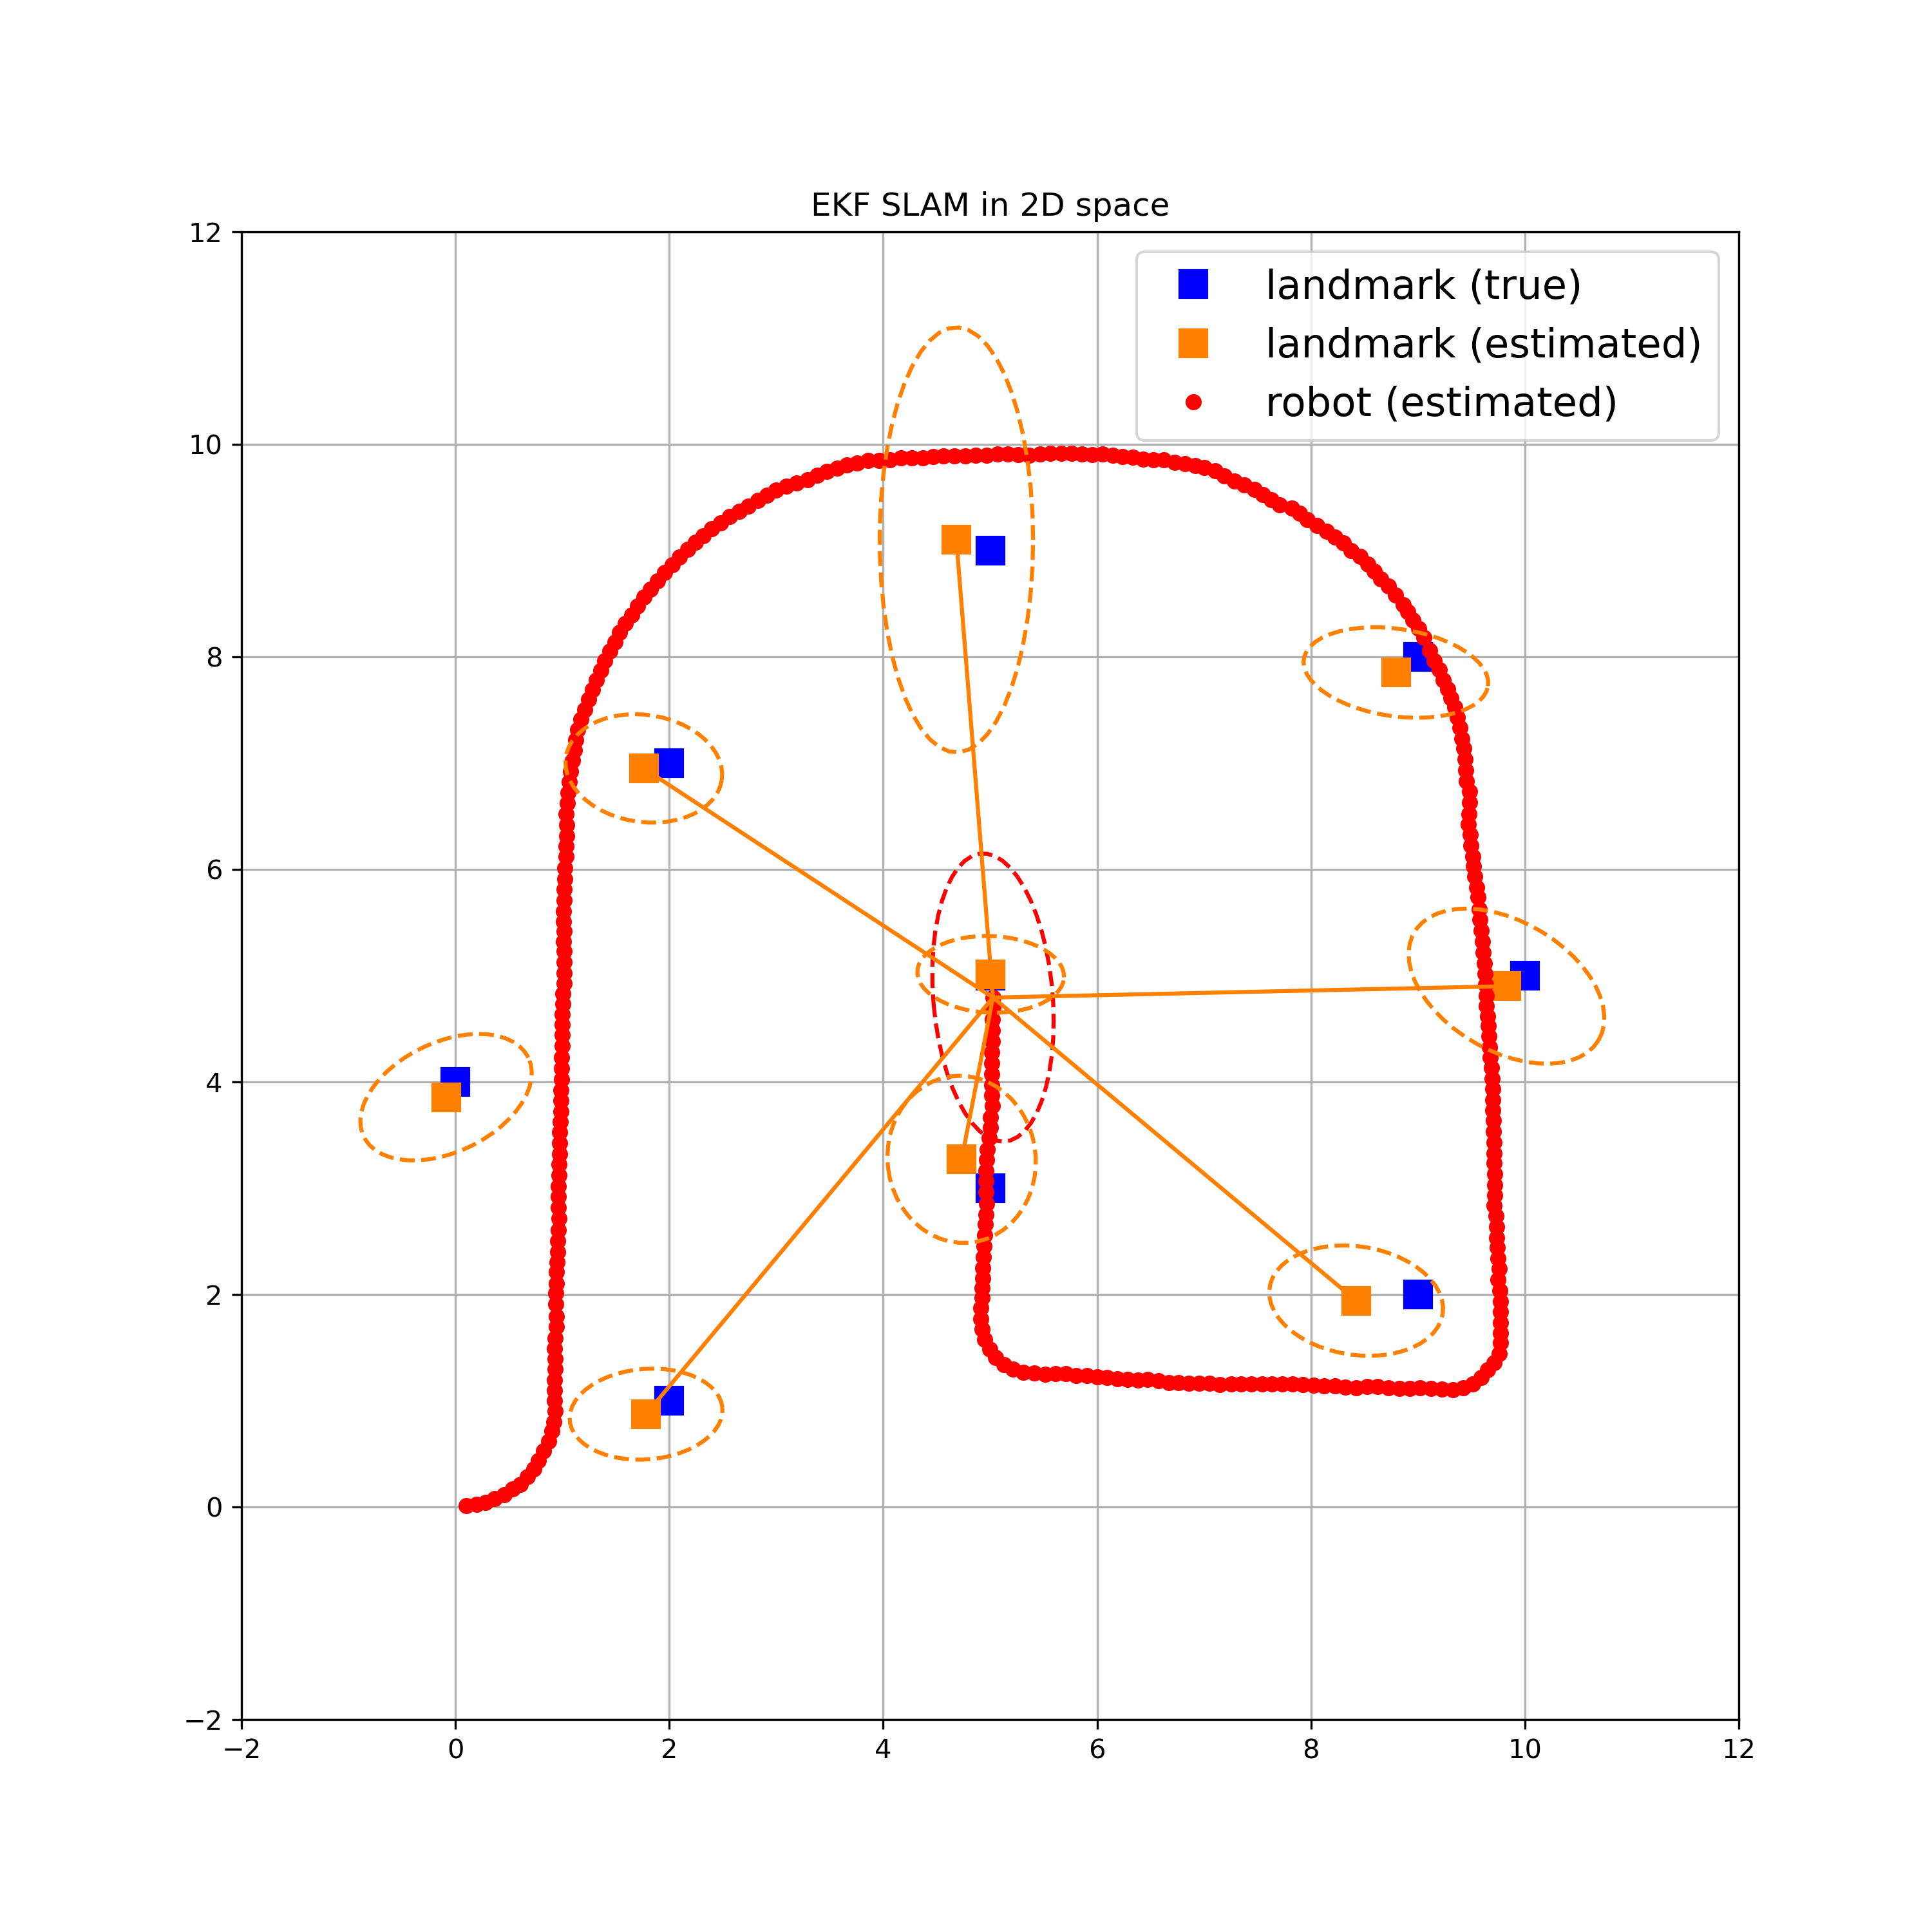 EKF SLAM in 2D space
12
landmark (true)
landmark (estimated)
robot (estimated)
10
8
6
4
2
0
−2
−2 0 2 4 6 8 10 12